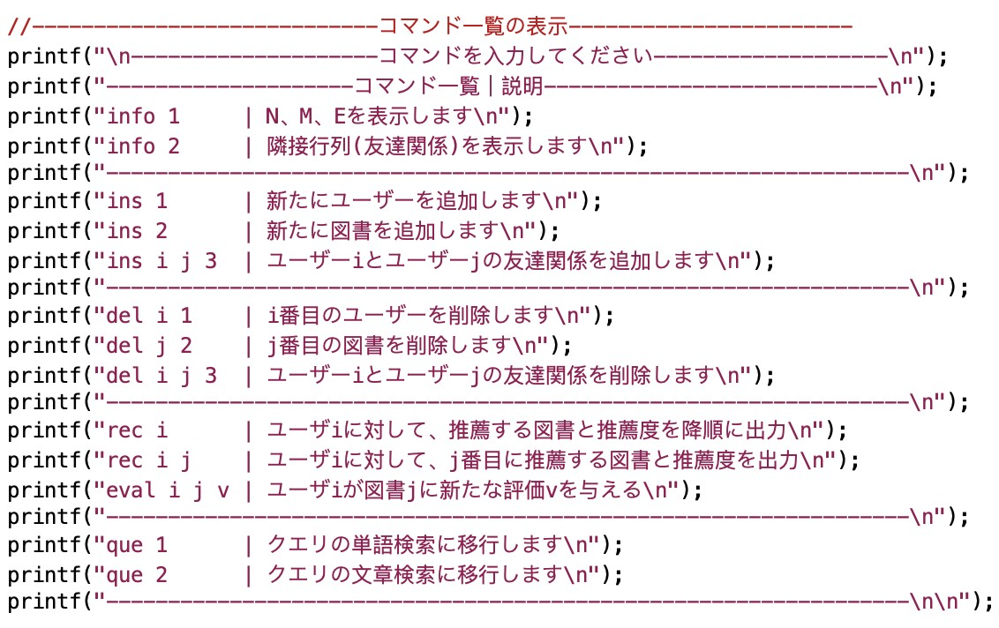 //----------------------------コマンド一覧の表示-----------------------
printf("\n--------------------コマンドを入力してください-------------------\n");
printf("--------------------コマンド一覧｜説明---------------------------\n");
printf("info 1     | N、M、Eを表示します\n");
printf("info 2     | 隣接行列(友達関係)を表示します\n");
printf("-----------------------------------------------------------------\n");
printf("ins 1      | 新たにユーザーを追加します\n");
printf("ins 2      | 新たに図書を追加します\n");
printf("ins i j 3  | ユーザーiとユーザーjの友達関係を追加します\n");
printf("-----------------------------------------------------------------\n");
printf("del i 1    | i番目のユーザーを削除します\n");
printf("del j 2    | j番目の図書を削除します\n");
printf("del i j 3  | ユーザーiとユーザーjの友達関係を削除します\n");
printf("-----------------------------------------------------------------\n");
printf("rec i      | ユーザiに対して、推薦する図書と推薦度を降順に出力\n");
printf("rec i j    | ユーザiに対して、j番目に推薦する図書と推薦度を出力\n");
printf("eval i j v | ユーザiが図書jに新たな評価vを与える\n");
printf("-----------------------------------------------------------------\n");
printf("que 1      | クエリの単語検索に移行します\n");
printf("que 2      | クエリの文章検索に移行します\n");
printf("-----------------------------------------------------------------\n\n");